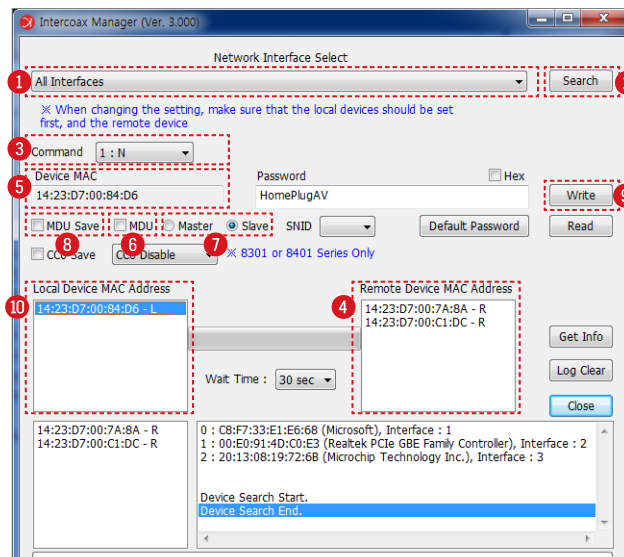 Intercoax Manager (Ver. 3.000)
Network Interface Select
1
All Interfaces
Search
※ When changing the setting, make sure that the local devices should be set
first, and the remote device
3
Command
1 : N
5
Device MAC
Password
Hex
14:23:D7:00:84:D6
HomePlugAV
Write
9
MDU Save
MDU
Master
Slave
SNID
Default Password
Read
8
6
7
CCo Save
CCo Disable
※ 8301 or 8401 Series Only
Local Device MAC Address
Remote Device MAC Address
10
14:23:D7:00:84:D6 - L
4
14:23:D7:00:7A:8A - R
14:23:D7:00:C1:DC - R
Get Info
Wait Time :
30 sec
Log Clear
Close
14:23:D7:00:7A:8A - R
14:23:D7:00:C1:DC - R
0 : C8:F7:33:E1:E6:68 (Microsoft), Interface : 1
1 : 00:E0:91:4D:C0:E3 (Realtek PCIe GBE Family Controller), Interface : 2
2 : 20:13:08:19:72:6B (Microchip Technology Inc.), Interface : 3
Device Search Start.
Device Search End.